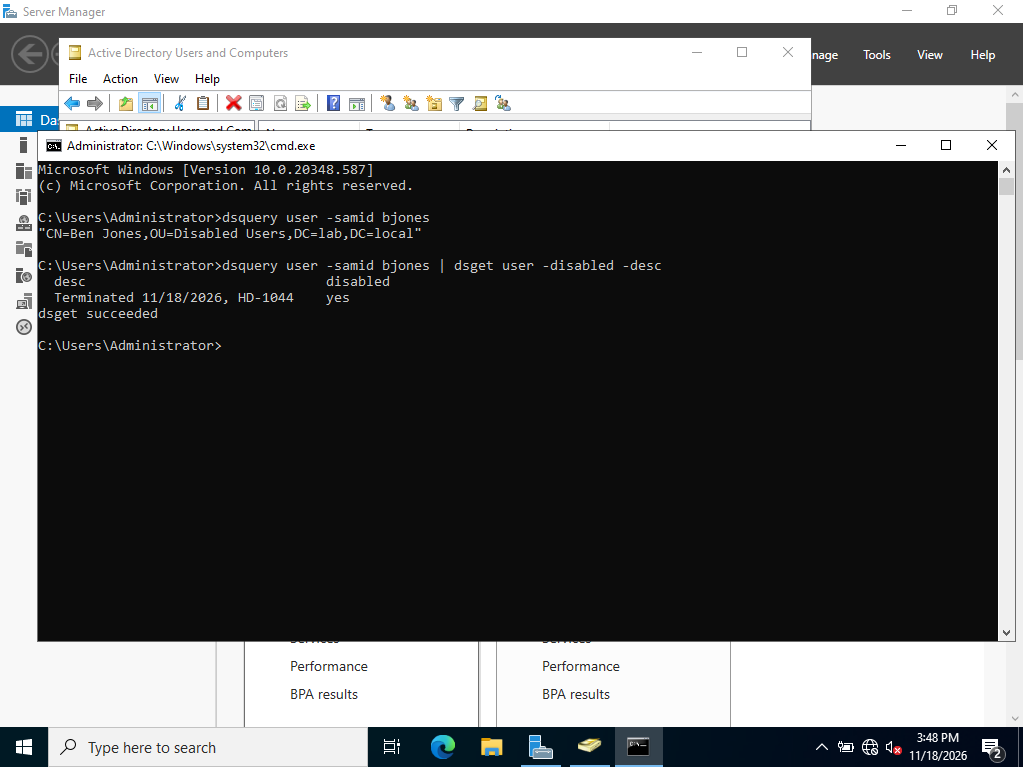 Server Manager
Active Directory Users and Computers
File Action View Help
Tools View Help
Administrator: C:\Windows\system32\cmd.exe
Microsoft Windows [Version 10.0.20348.587]
(c) Microsoft Corporation. All rights reserved.
C:\Users\Administrator>dsquery user -samid bjones
"CN=Ben Jones,OU=Disabled Users,DC=lab,DC=local"
C:\Users\Administrator>dsquery user -samid bjones | dsget user -disabled -desc
desc disabled
Terminated 11/18/2026, HD-1044 yes
dsget succeeded
C:\Users\Administrator>
Performance Performance
BPA results BPA results
Type here to search
3:48 PM
11/18/2026
2